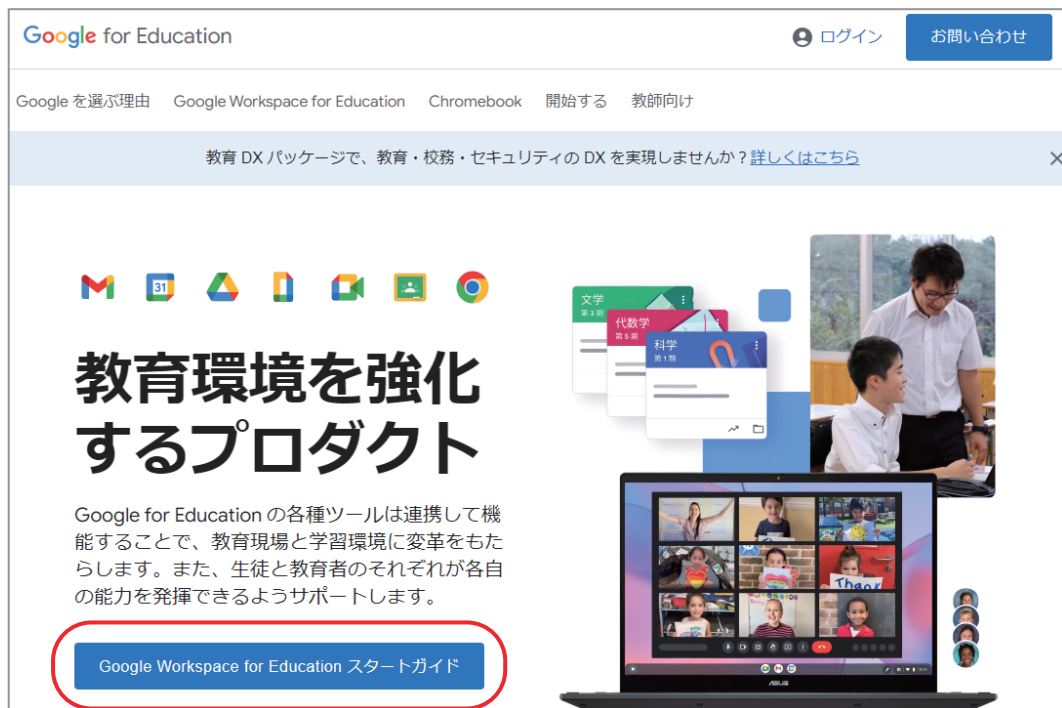 Google for Education
ログイン
お問い合わせ
Google を選ぶ理由 Google Workspace for Education Chromebook 開始する 教師向け
教育 DX パッケージで、教育・校務・セキュリティの DX を実現しませんか？詳しくはこちら
31
教育環境を強化
するプロダクト
Google for Education の各種ツールは連携して機
能することで、教育現場と学習環境に変革をもた
らします。また、生徒と教育者のそれぞれが各自
の能力を発揮できるようサポートします。
Google Workspace for Education スタートガイド
文学
第 3 期
代数学
第 5 期
科学
第 1 期
Thank
ASUS